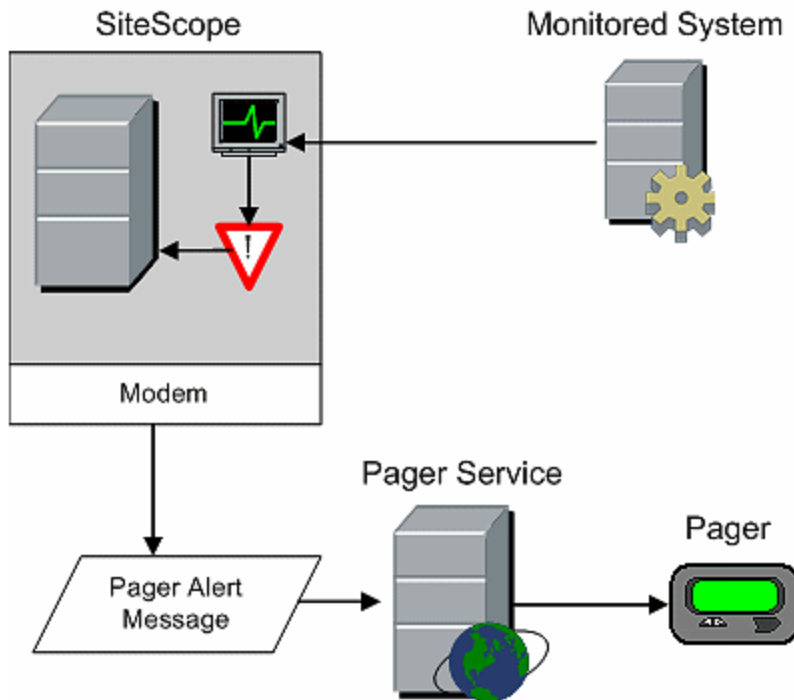 SiteScope
Monitored System
!
Modem
Pager Service
Pager
Pager Alert
Message